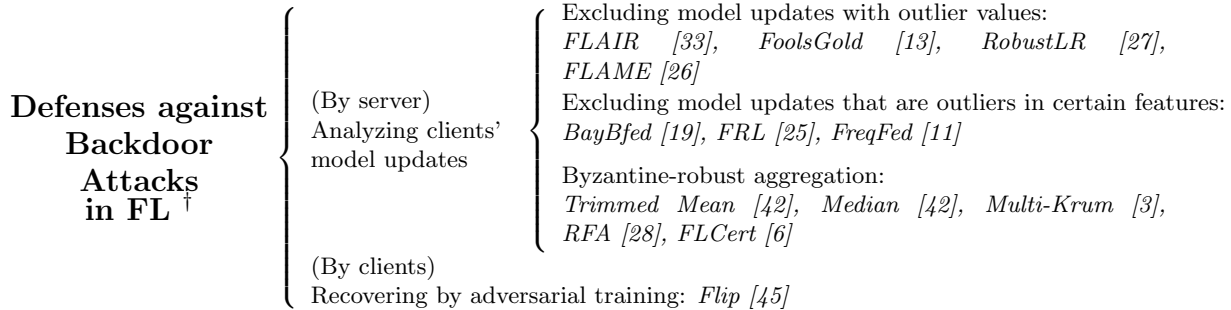 Defenses against
Backdoor
Attacks
in FL †
(By server)
Analyzing clients'
model updates
Excluding model updates with outlier values:
FLAIR [33], FoolsGold [13], RobustLR [27],
FLAME [26]
Excluding model updates that are outliers in certain features:
BayBfed [19], FRL [25], FreqFed [11]
Byzantine-robust aggregation:
Trimmed Mean [42], Median [42], Multi-Krum [3],
RFA [28], FLCert [6]
(By clients)
Recovering by adversarial training: Flip [45]